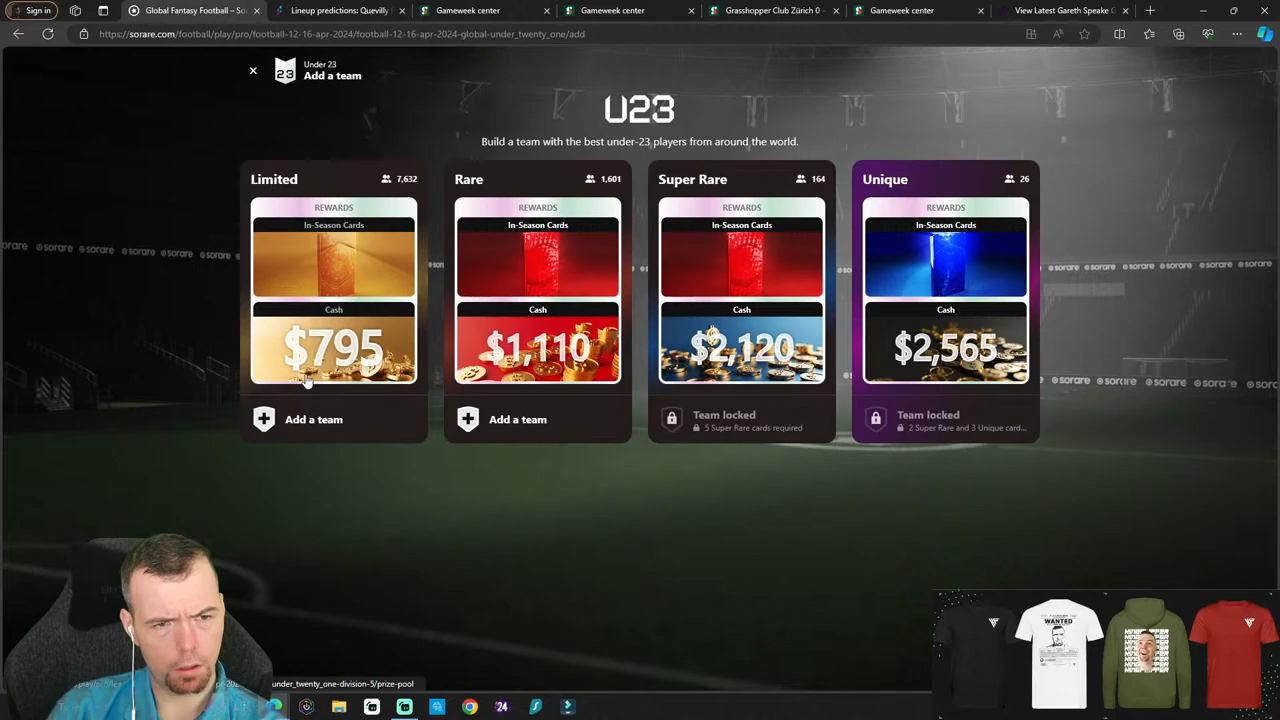 Sign in
Global Fantasy Football – So
Lineup predictions: Quevilly
Gameweek center
Gameweek center
Grasshopper Club Zürich 0 -
Gameweek center
View Latest Gareth Speake
https://sorare.com/football/play/pro/football-12-16-apr-2024/football-12-16-apr-2024-global-under_twenty_one/add
23
Under 23
Add a team
U23
Build a team with the best under-23 players from around the world.
Limited
7,632
REWARDS
In-Season Cards
Cash
$795
Add a team
Rare
1,601
REWARDS
In-Season Cards
Cash
$1,110
Add a team
Super Rare
164
REWARDS
In-Season Cards
Cash
$2,120
Team locked
5 Super Rare cards required
Unique
26
REWARDS
In-Season Cards
Cash
$2,565
Team locked
2 Super Rare and 3 Unique card...
sorare
under_twenty_one-division-5/prize-pool
WANTED